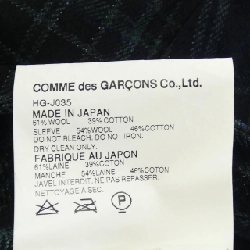 COMME des GARÇONS Co.,Ltd.
HG-J035
MADE IN JAPAN
61%WOOL 39%COTTON
SLEEVE 54%WOOL 46%COTTON
DO NOT BLEACH. DO NOT IRON.
DRY CLEAN ONLY.
FABRIQUE AU JAPON
61%LAINE 39%COTON
MANCHE 54%LAINE 46%COTON
JAVEL INTERDIT. NE PAS REPASSER.
NETTOYAGE A SEC.
P